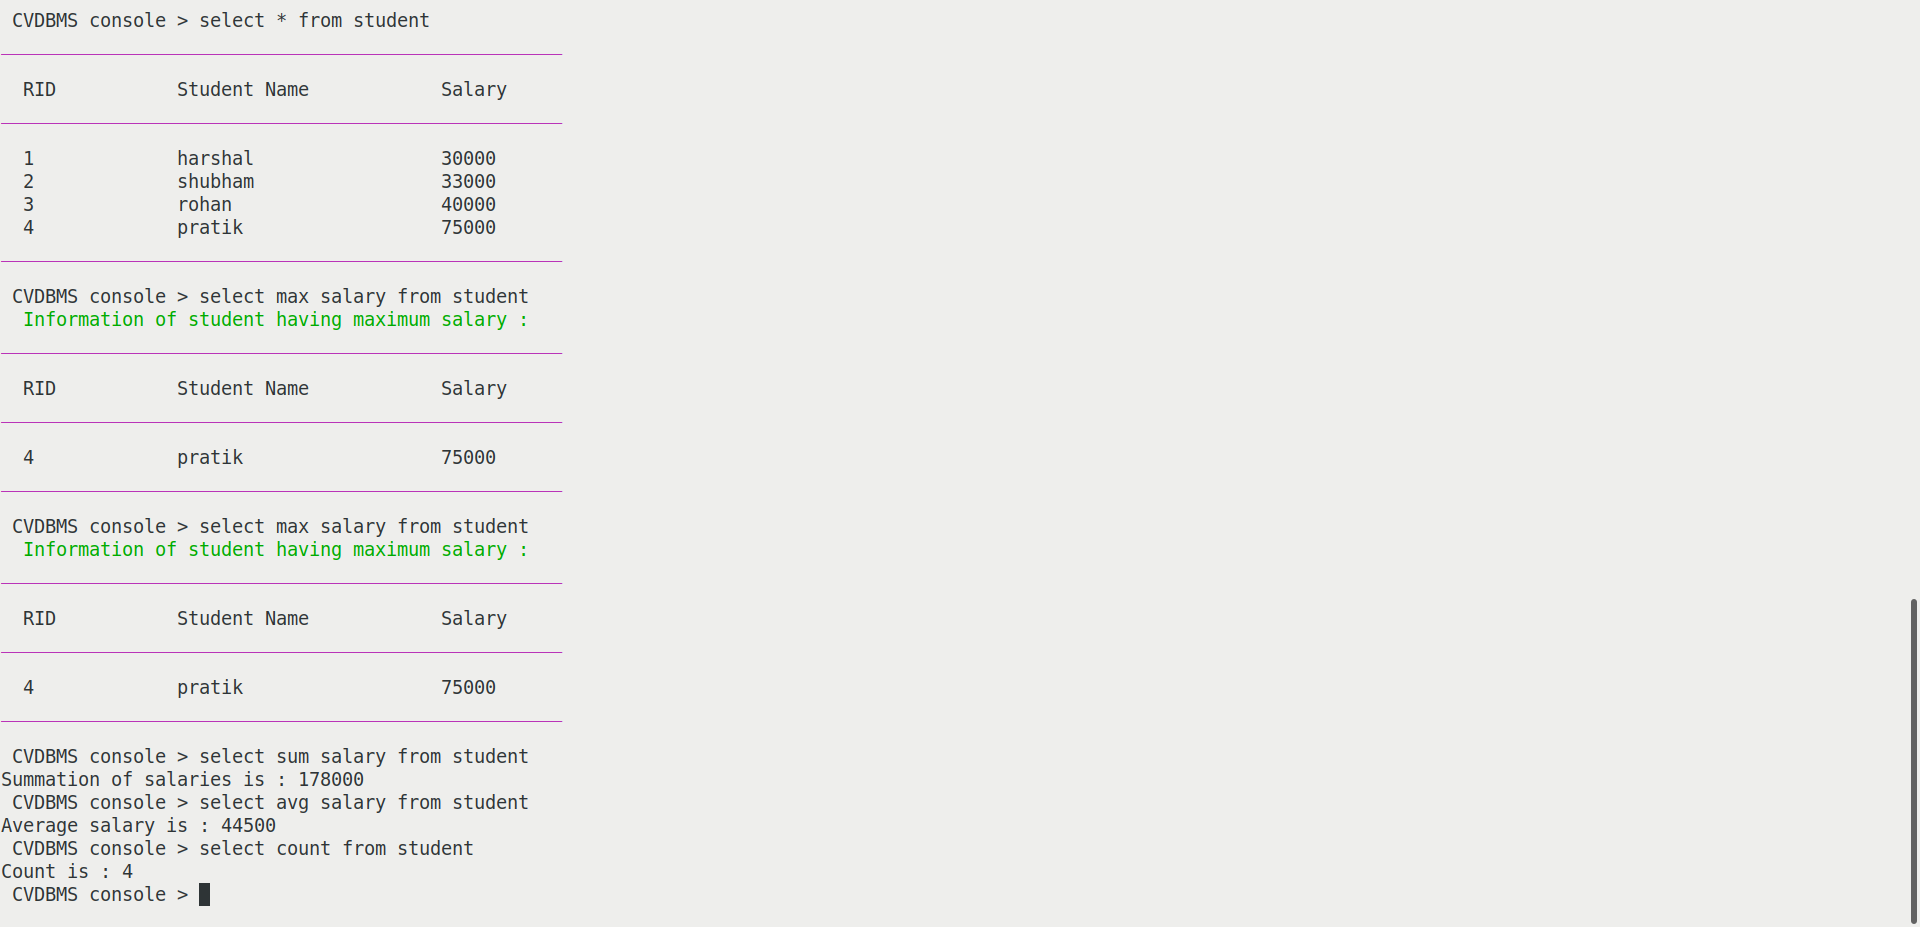 CVDBMS console > select * from student
RID Student Name Salary
1 harshal 30000
2 shubham 33000
3 rohan 40000
4 pratik 75000
CVDBMS console > select max salary from student
Information of student having maximum salary :
RID Student Name Salary
4 pratik 75000
CVDBMS console > select max salary from student
Information of student having maximum salary :
RID Student Name Salary
4 pratik 75000
CVDBMS console > select sum salary from student
Summation of salaries is : 178000
CVDBMS console > select avg salary from student
Average salary is : 44500
CVDBMS console > select count from student
Count is : 4
CVDBMS console >